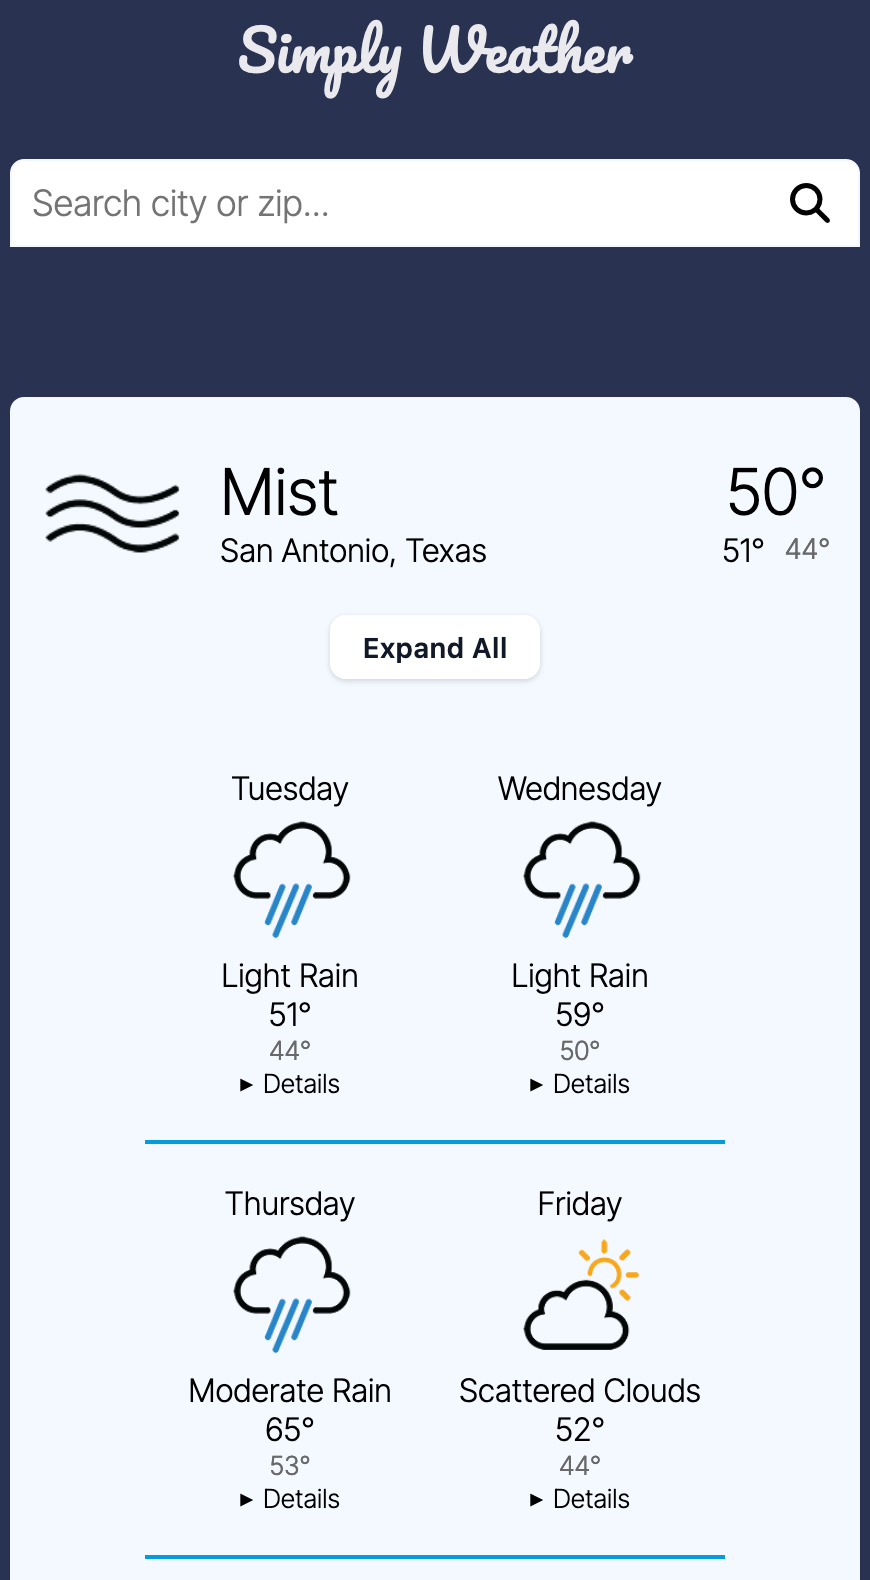 Simply Weather
Search city or zip...
Mist
50°
San Antonio, Texas
51° 44°
Expand All
Tuesday
Light Rain
51°
44°
▸ Details
Wednesday
Light Rain
59°
50°
▸ Details
Thursday
Moderate Rain
65°
53°
▸ Details
Friday
Scattered Clouds
52°
44°
▸ Details